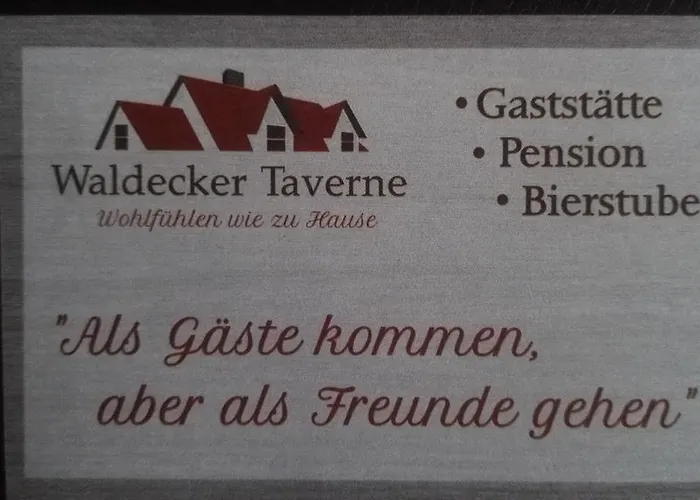 Waldecker Taverne
Wohlfühlen wie zu Hause
• Gaststätte
• Pension
• Bierstube
"Als Gäste kommen,
aber als Freunde gehen"